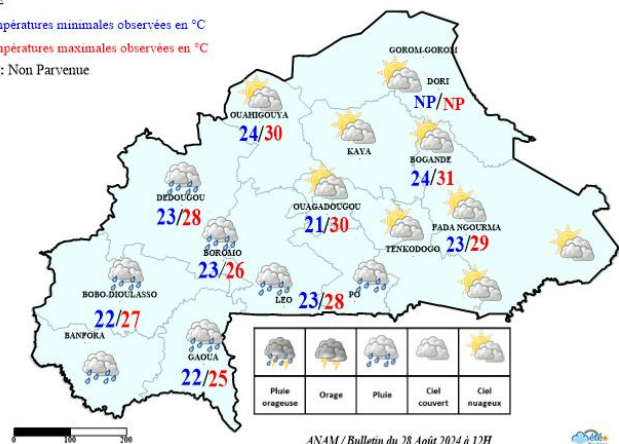 mpératures minimales observées en °C
mpératures maximales observées en °C
: Non Parvenue
GOROM-GOROM
DORI
NP/NP
OUAHIGOUYA
24/30
KAYA
BOGANDE
24/31
DEDOUGOU
23/28
OUAGADOUGOU
21/30
FADA NGOURMA
23/29
TENKODOGO
BOROMO
23/26
BOBO-DIOULASSO
22/27
LEO
23/28
PO
BANFORA
GAOUA
22/25
Pluie orageuse
Orage
Pluie
Ciel couvert
Ciel nuageux
0 100 200
ANAM / Bulletin du 28 Août 2024 à 12H